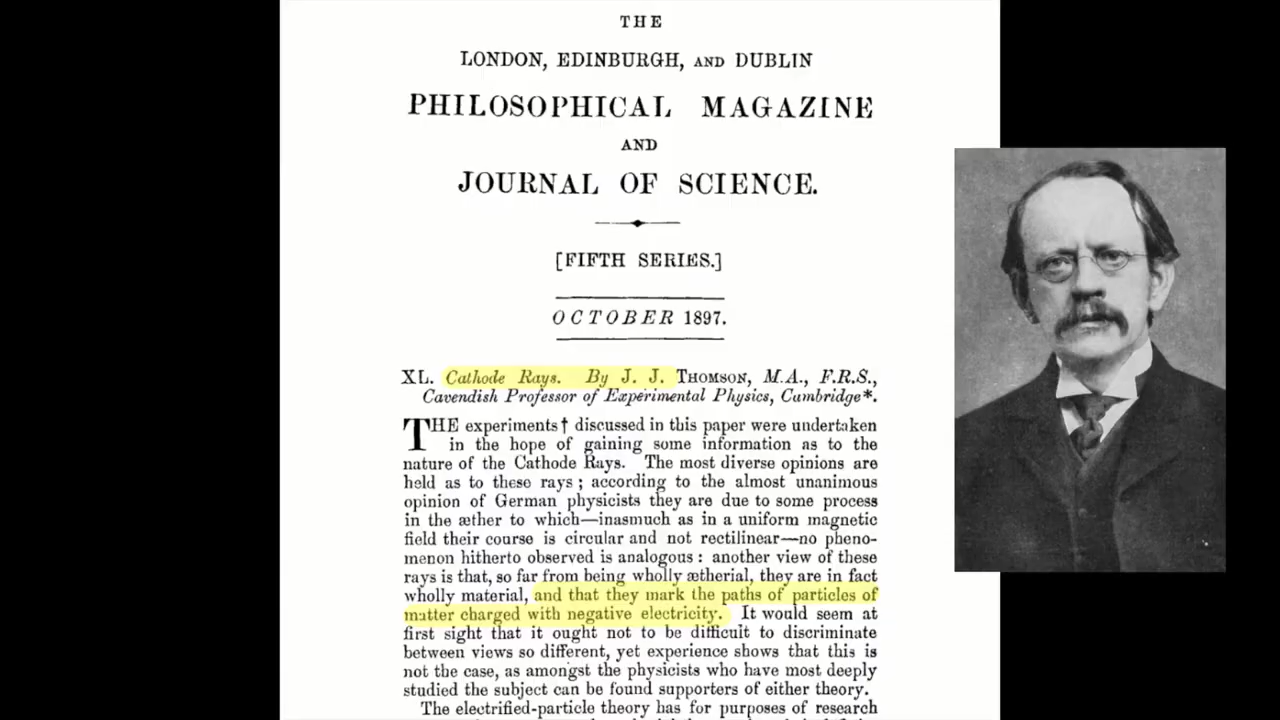 THE
LONDON, EDINBURGH, AND DUBLIN
PHILOSOPHICAL MAGAZINE
AND
JOURNAL OF SCIENCE.
[FIFTH SERIES.]
OCTOBER 1897.
XL. Cathode Rays. By J. J. THOMSON, M.A., F.R.S.,
Cavendish Professor of Experimental Physics, Cambridge*.
THE experiments† discussed in this paper were undertaken
in the hope of gaining some information as to the
nature of the Cathode Rays. The most diverse opinions are
held as to these rays; according to the almost unanimous
opinion of German physicists they are due to some process
in the æther to which—inasmuch as in a uniform magnetic
field their course is circular and not rectilinear—no pheno-
menon hitherto observed is analogous: another view of these
rays is that, so far from being wholly ætherial, they are in fact
wholly material, and that they mark the paths of particles of
matter charged with negative electricity. It would seem at
first sight that it ought not to be difficult to discriminate
between views so different, yet experience shows that this is
not the case, as amongst the physicists who have most deeply
studied the subject can be found supporters of either theory.
The electrified-particle theory has for purposes of research